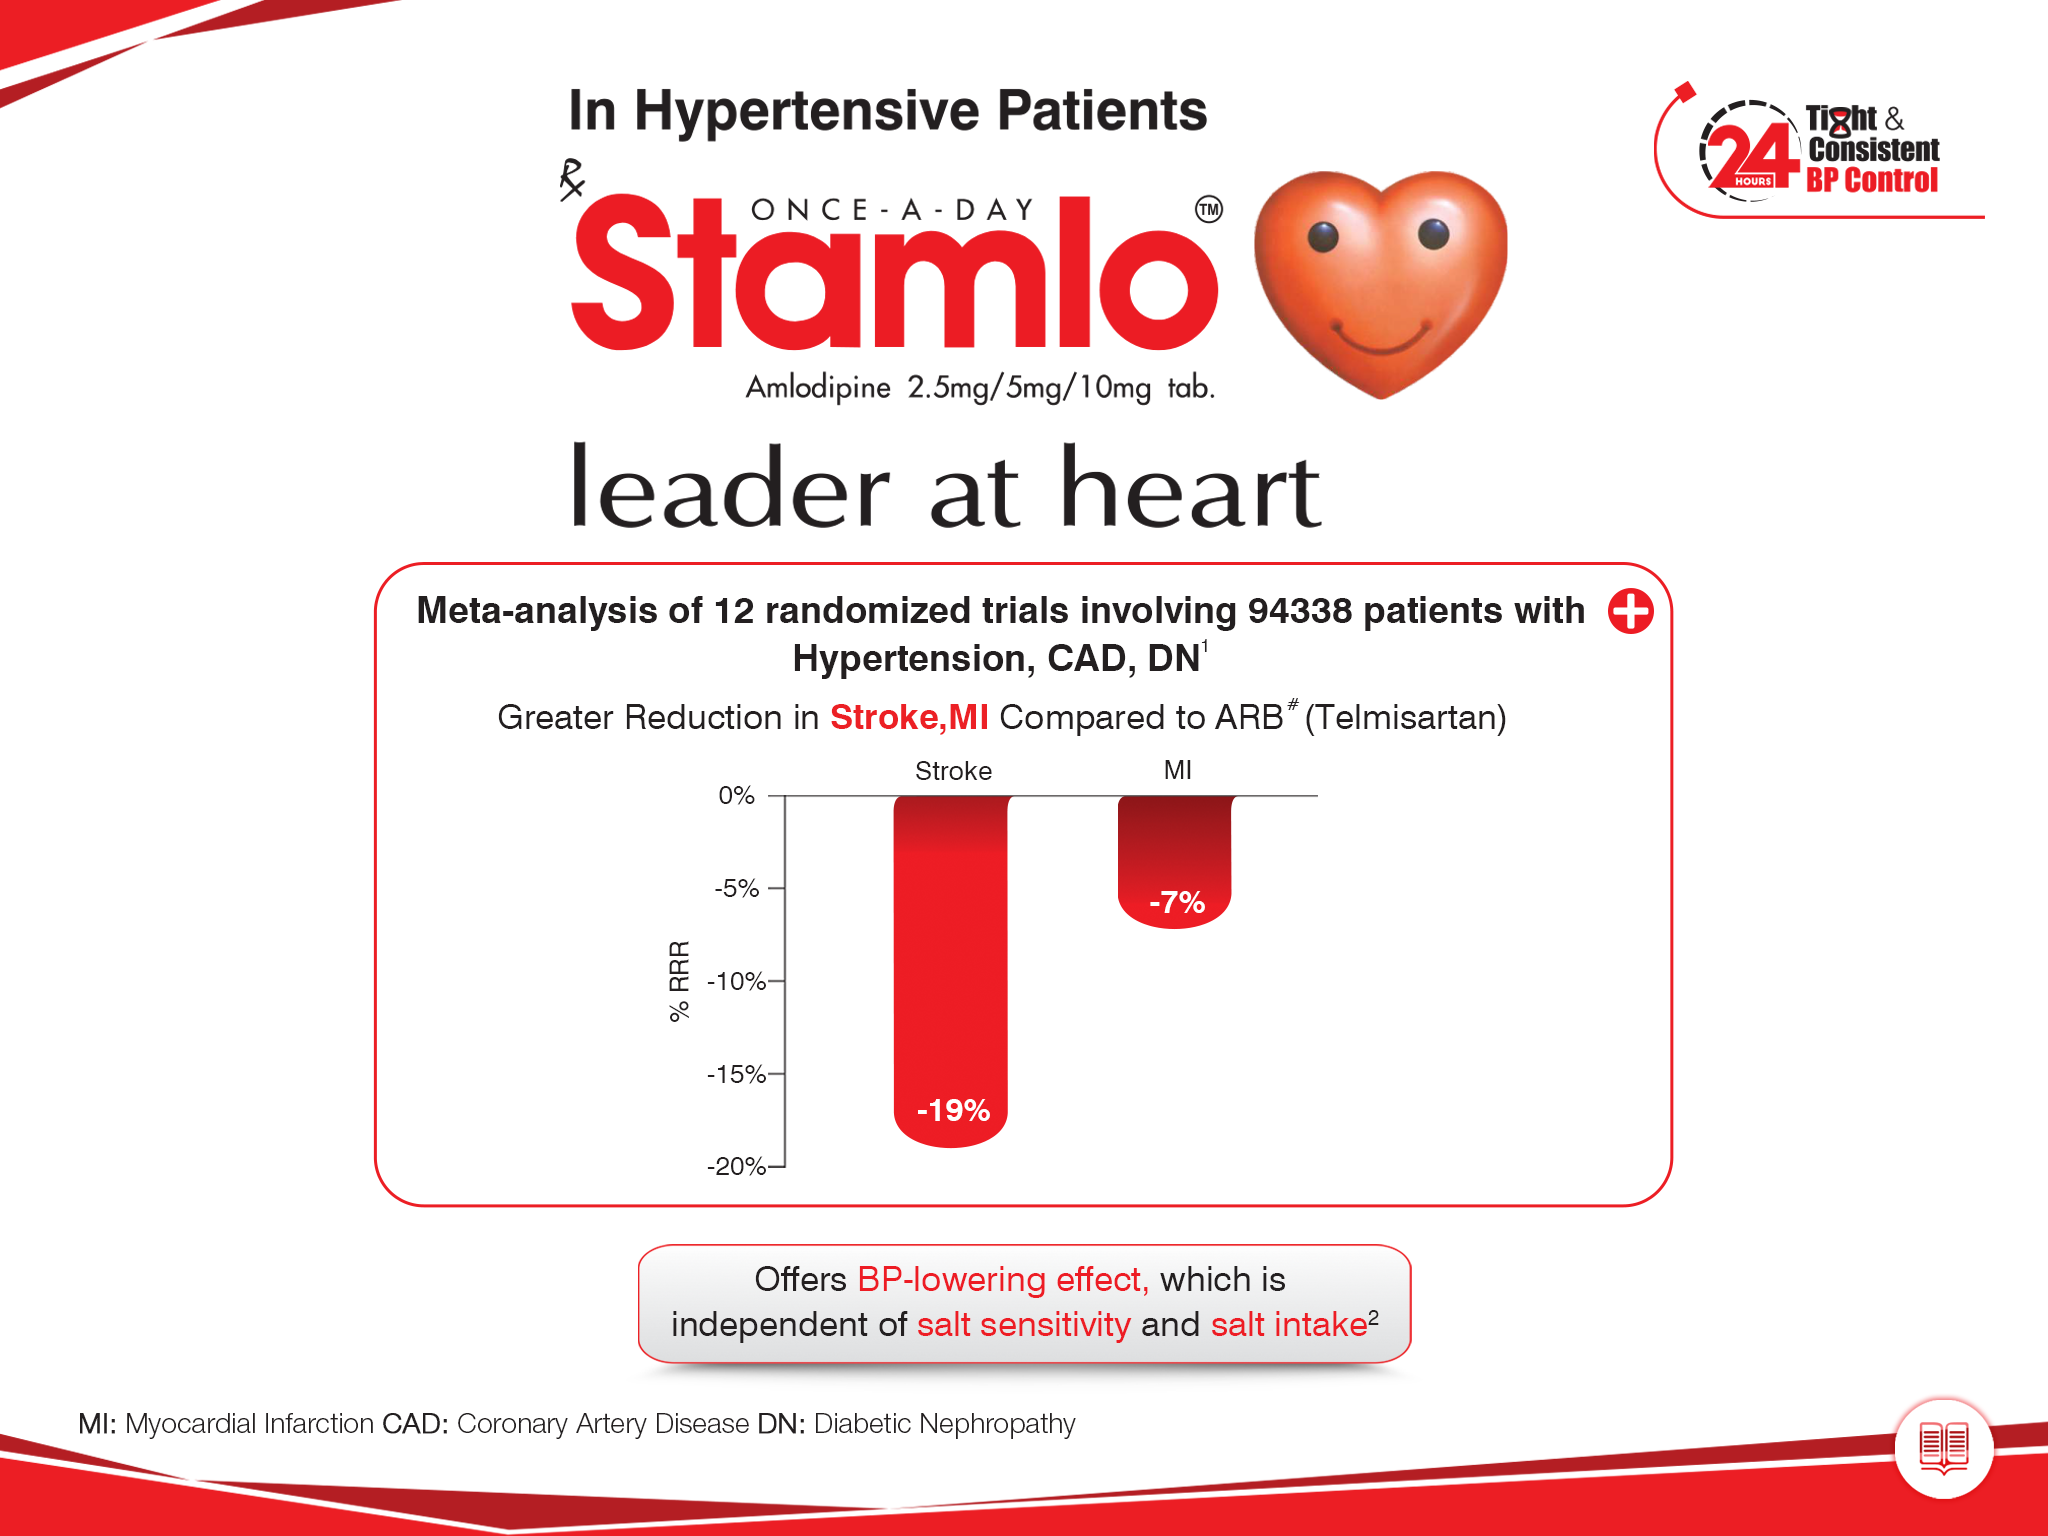 In Hypertensive Patients
Rx
ONCE-A-DAY
Stamlo™
Amlodipine 2.5mg/5mg/10mg tab.
leader at heart
24 HOURS
Tight &
Consistent
BP Control
Meta-analysis of 12 randomized trials involving 94338 patients with
Hypertension, CAD, DN¹
Greater Reduction in Stroke,MI Compared to ARB# (Telmisartan)
Stroke MI
0%
-5%
-7%
% RRR
-10%
-15%
-19%
-20%
Offers BP-lowering effect, which is
independent of salt sensitivity and salt intake²
MI: Myocardial Infarction CAD: Coronary Artery Disease DN: Diabetic Nephropathy